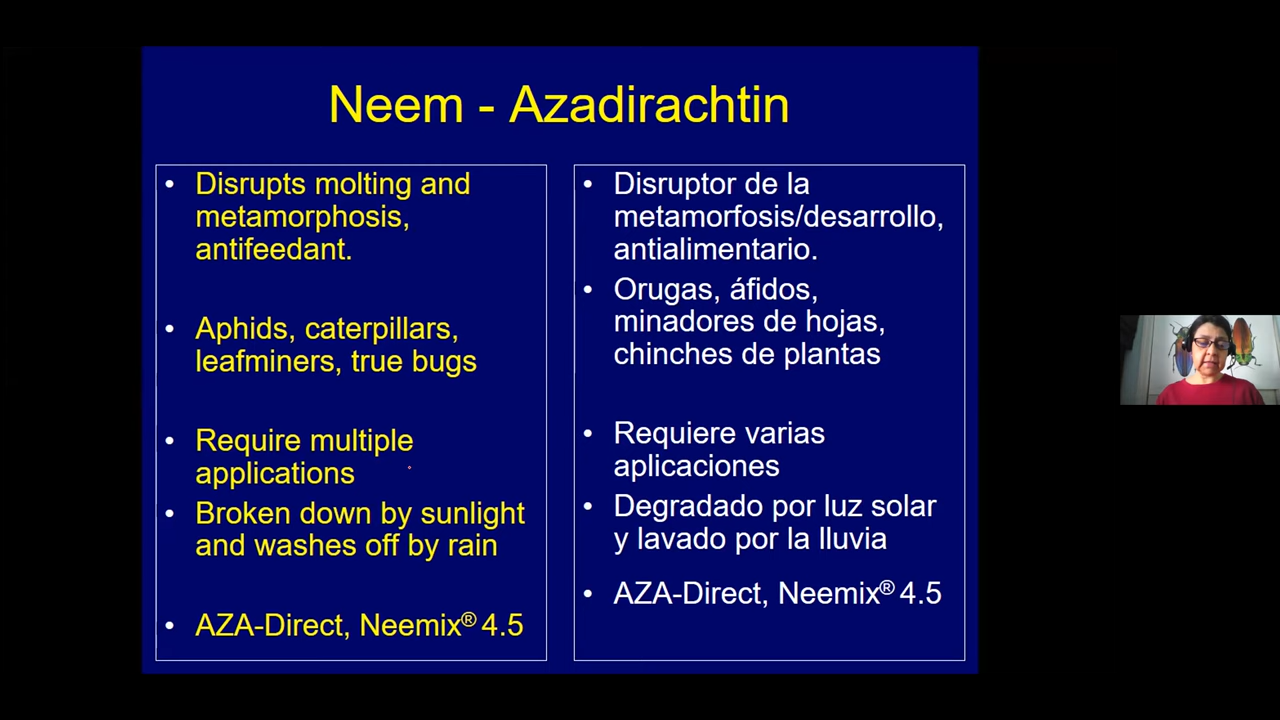 Neem - Azadirachtin
• Disrupts molting and
metamorphosis,
antifeedant.
• Aphids, caterpillars,
leafminers, true bugs
• Require multiple
applications
• Broken down by sunlight
and washes off by rain
• AZA-Direct, Neemix® 4.5
• Disruptor de la
metamorfosis/desarrollo,
antialimentario.
• Orugas, áfidos,
minadores de hojas,
chinches de plantas
• Requiere varias
aplicaciones
• Degradado por luz solar
y lavado por la lluvia
• AZA-Direct, Neemix® 4.5